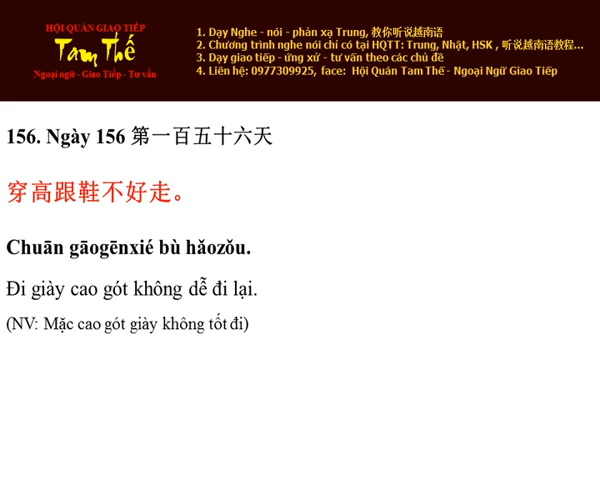 HỘI QUÁN GIAO TIẾP
Tam Thế
Ngoại ngữ - Giao Tiếp - Tư vấn
1. Dạy Nghe - nói - phản xạ Trung, 教你听说越南语
2. Chương trình nghe nói chỉ có tại HQTT: Trung, Nhật, HSK , 听说越南语教程...
3. Dạy giao tiếp - ứng xử - tư vấn theo các chủ đề
4. Liên hệ: 0977309925, face: Hội Quán Tam Thế - Ngoại Ngữ Giao Tiếp
156. Ngày 156 第一百五十六天
穿高跟鞋不好走。
Chuān gāogēnxié bù hǎozǒu.
Đi giày cao gót không dễ đi lại.
(NV: Mặc cao gót giày không tốt đi)